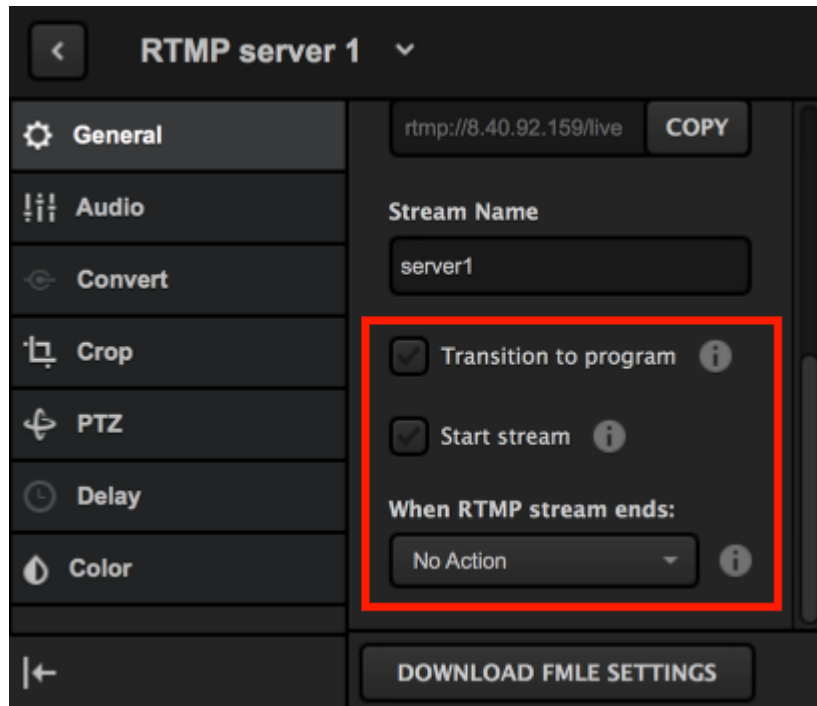 RTMP server 1
General
Audio
Convert
Crop
PTZ
Delay
Color
rtmp://8.40.92.159/live COPY
Stream Name
server1
Transition to program
Start stream
When RTMP stream ends:
No Action
DOWNLOAD FMLE SETTINGS